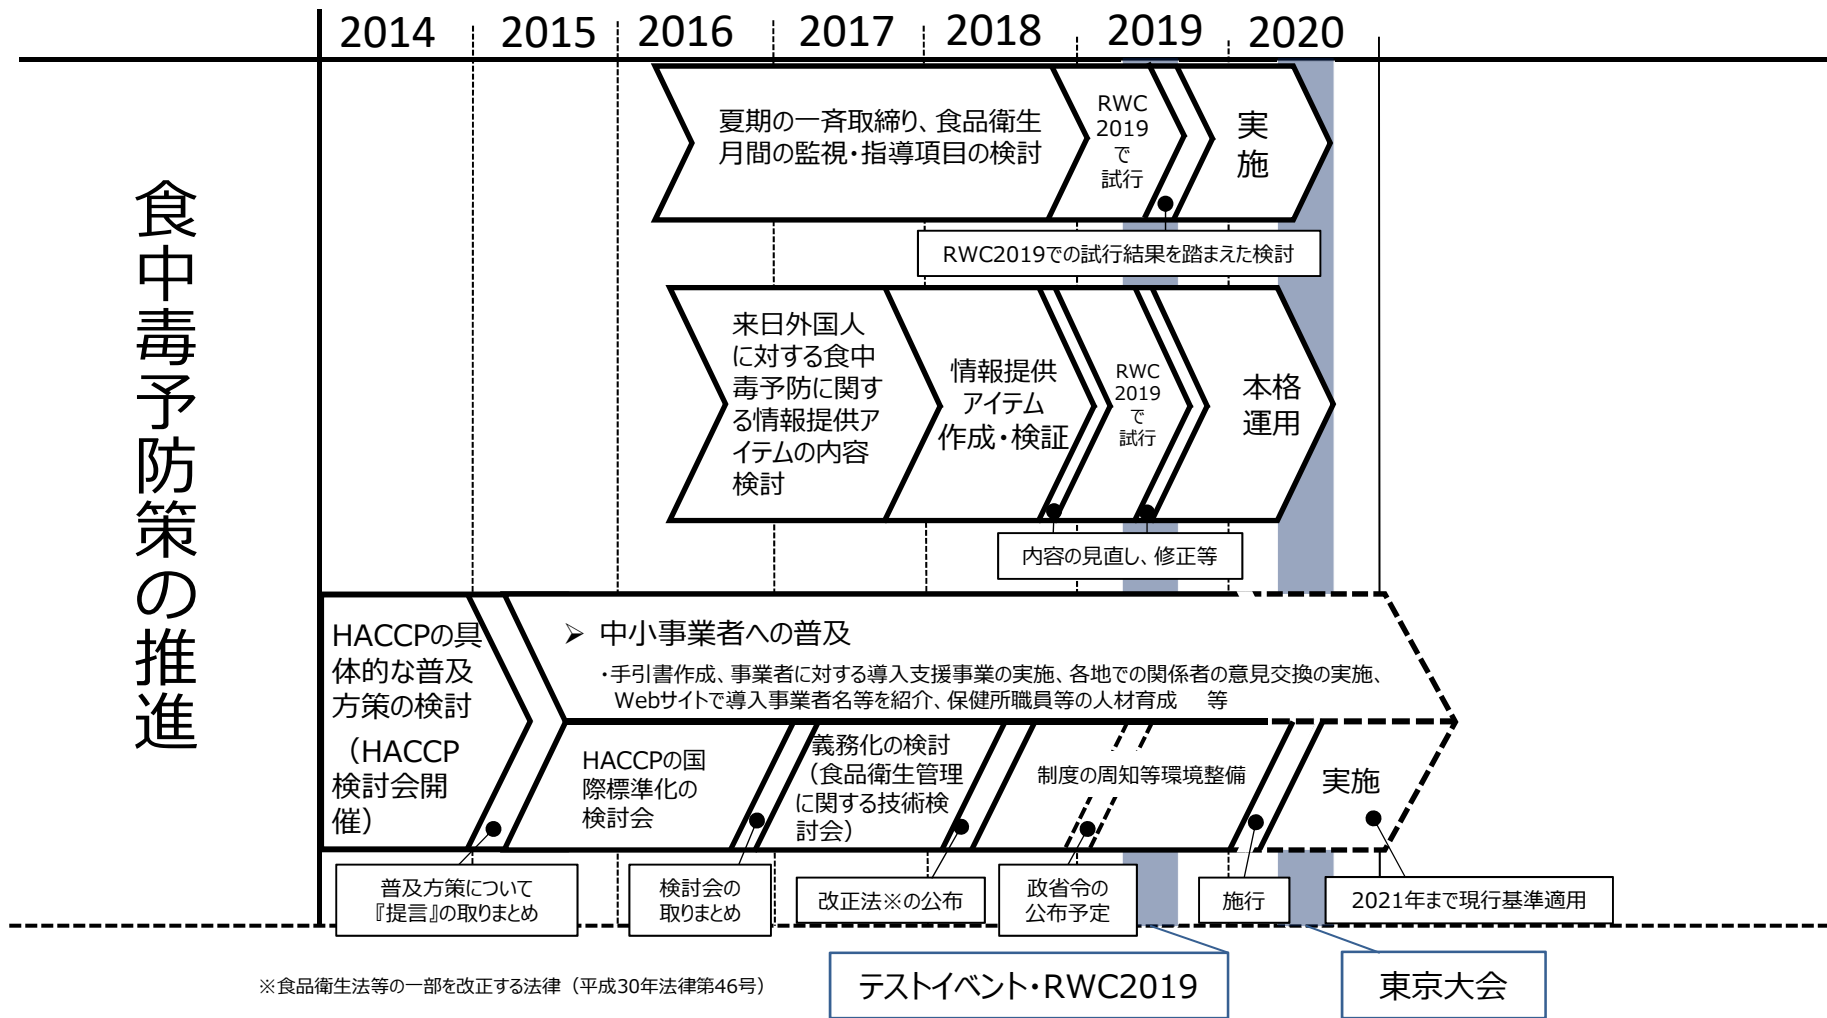 2014 2015 2016 2017 2018 2019 2020
食中毒予防策の推進
夏期の一斉取締り、食品衛生
月間の監視・指導項目の検討
RWC
2019
で
試行
実
施
RWC2019での試行結果を踏まえた検討
来日外国人
に対する食中
毒予防に関す
る情報提供ア
イテムの内容
検討
情報提供
アイテム
作成・検証
RWC
2019
で
試行
本格
運用
内容の見直し、修正等
HACCPの具
体的な普及
方策の検討
（HACCP
検討会開
催）
➢ 中小事業者への普及
・手引書作成、事業者に対する導入支援事業の実施、各地での関係者の意見交換の実施、
Webサイトで導入事業者名等を紹介、保健所職員等の人材育成　等
HACCPの国
際標準化の
検討会
義務化の検討
（食品衛生管理
に関する技術検
討会）
制度の周知等環境整備
実施
普及方策について
『提言』の取りまとめ
検討会の
取りまとめ
改正法※の公布
政省令の
公布予定
施行
2021年まで現行基準適用
※食品衛生法等の一部を改正する法律（平成30年法律第46号）
テストイベント・RWC2019
東京大会